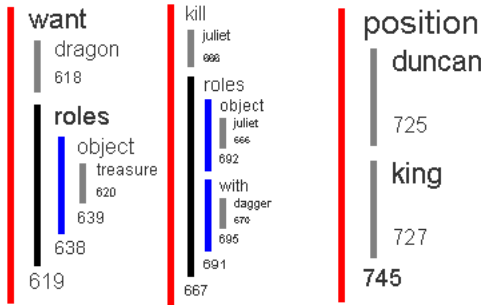 want
dragon
618
roles
object
treasure
620
639
638
619
kill
juliet
666
roles
object
juliet
666
692
with
dagger
670
695
691
667
position
duncan
725
king
727
745